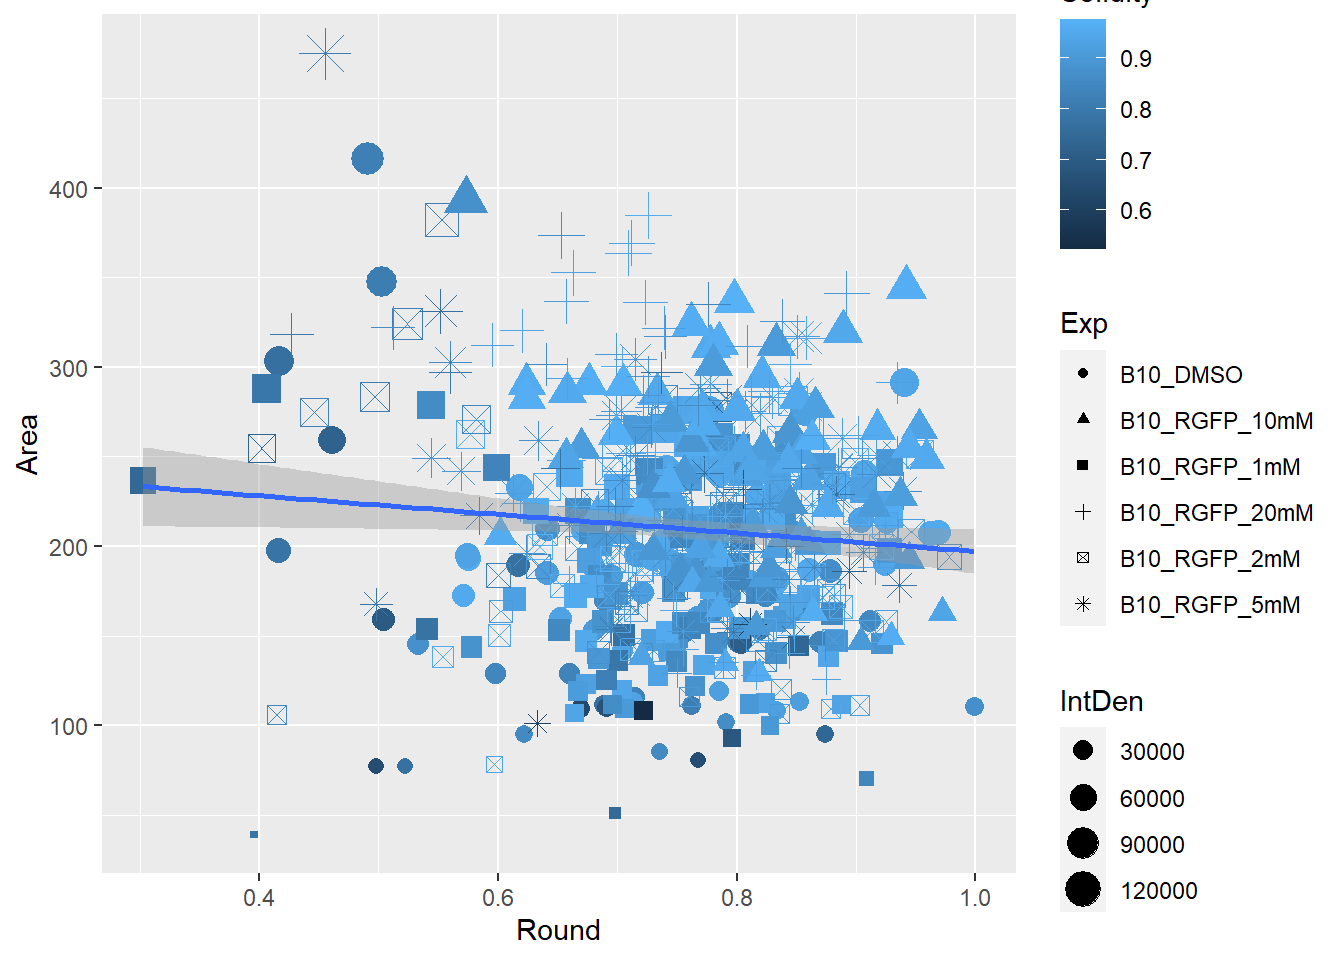 Solidity
0.9
0.8
0.7
0.6
Exp
B10_DMSO
B10_RGFP_10mM
B10_RGFP_1mM
B10_RGFP_20mM
B10_RGFP_2mM
B10_RGFP_5mM
IntDen
30000
60000
90000
120000
Area
400
300
200
100
0.4 0.6 0.8 1.0
Round